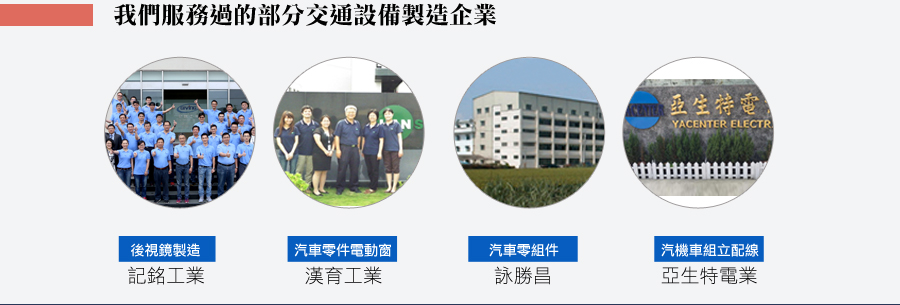 我們服務過的部分交通設備製造企業
亞生特電
YACENTER ELECTR
後視鏡製造
汽車零件電動窗
汽車零組件
汽機車組立配線
記銘工業
漢育工業
詠勝昌
亞生特電業